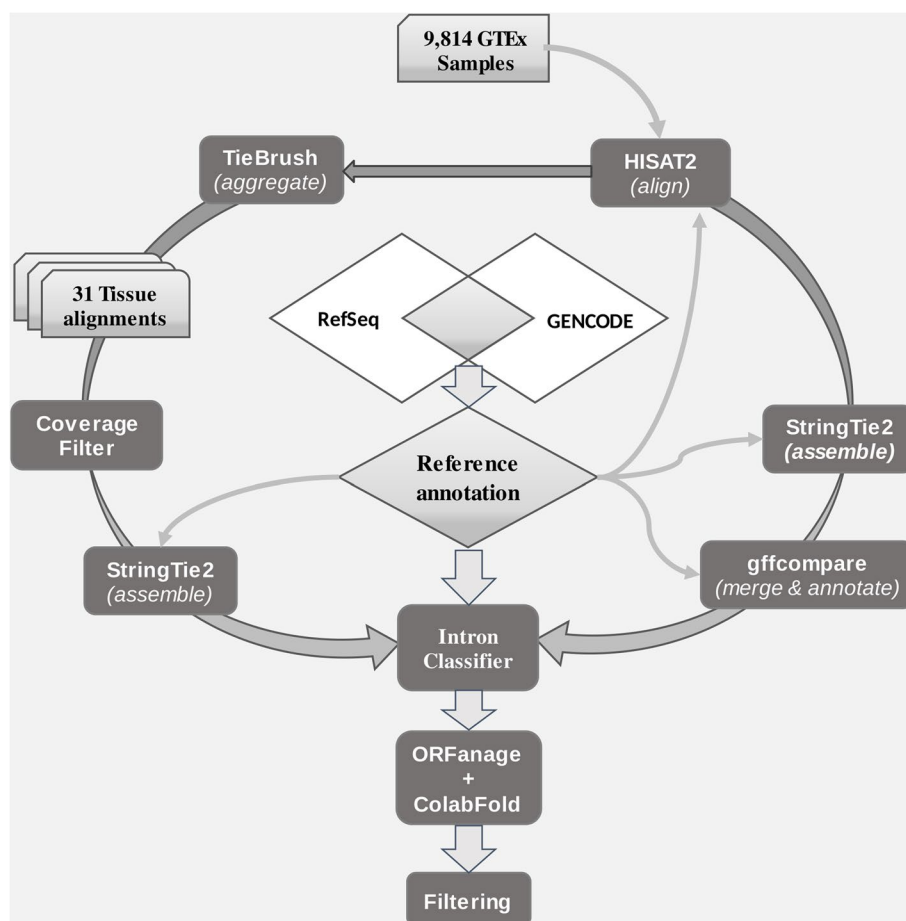 9,814 GTEx
Samples
TieBrush
(aggregate)
HISAT2
(align)
31 Tissue
alignments
RefSeq
GENCODE
Coverage
Filter
Reference
annotation
StringTie2
(assemble)
StringTie2
(assemble)
gffcompare
(merge & annotate)
Intron
Classifier
ORFanage
+
ColabFold
Filtering